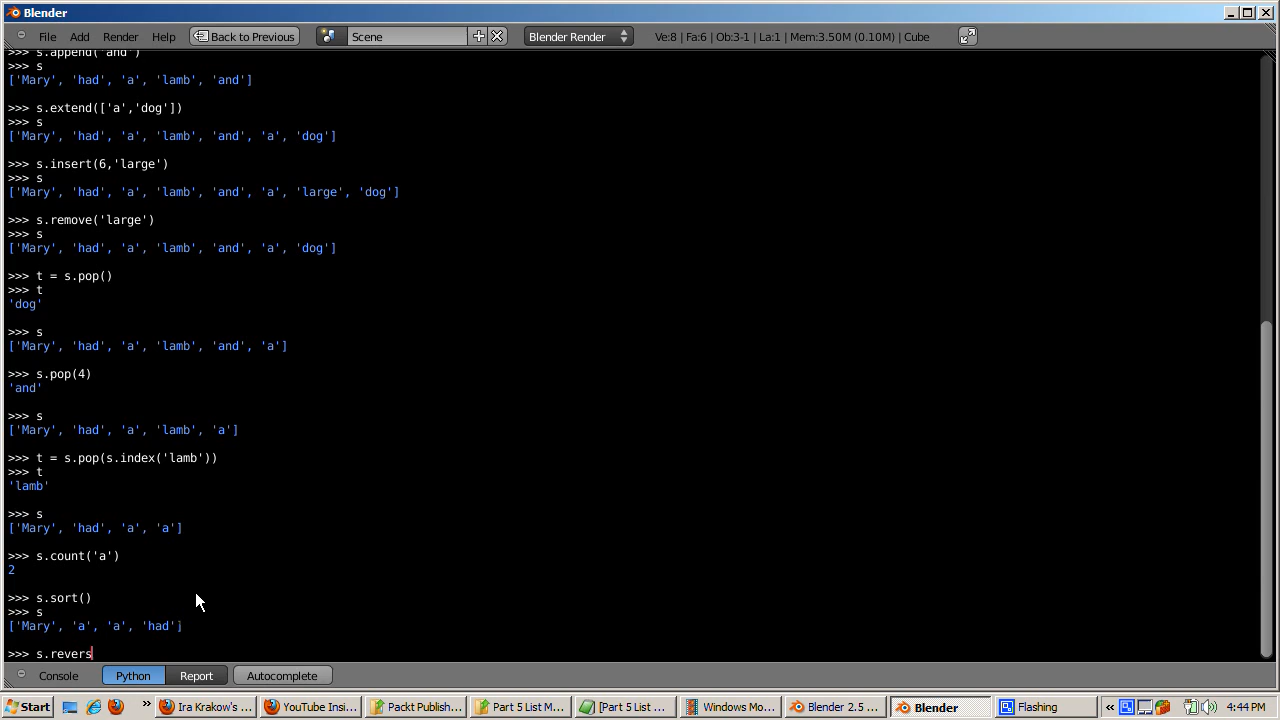 Blender
File Add Render Help Back to Previous Scene Blender Render Ve:8 | Fa:6 | Ob:3-1 | La:1 | Mem:3.50M (0.10M) | Cube
>>> s.append('and')
>>> s
['Mary', 'had', 'a', 'lamb', 'and']
>>> s.extend(['a','dog'])
>>> s
['Mary', 'had', 'a', 'lamb', 'and', 'a', 'dog']
>>> s.insert(6,'large')
>>> s
['Mary', 'had', 'a', 'lamb', 'and', 'a', 'large', 'dog']
>>> s.remove('large')
>>> s
['Mary', 'had', 'a', 'lamb', 'and', 'a', 'dog']
>>> t = s.pop()
>>> t
'dog'
>>> s
['Mary', 'had', 'a', 'lamb', 'and', 'a']
>>> s.pop(4)
'and'
>>> s
['Mary', 'had', 'a', 'lamb', 'a']
>>> t = s.pop(s.index('lamb'))
>>> t
'lamb'
>>> s
['Mary', 'had', 'a', 'a']
>>> s.count('a')
2
>>> s.sort()
>>> s
['Mary', 'a', 'a', 'had']
>>> s.revers
Console Python Report Autocomplete
Start » Ira Krakow's ... YouTube Insi... Packt Publish... Part 5 List M... [Part 5 List ... Windows Mo... Blender 2.5 ... Blender Flashing « 4:44 PM